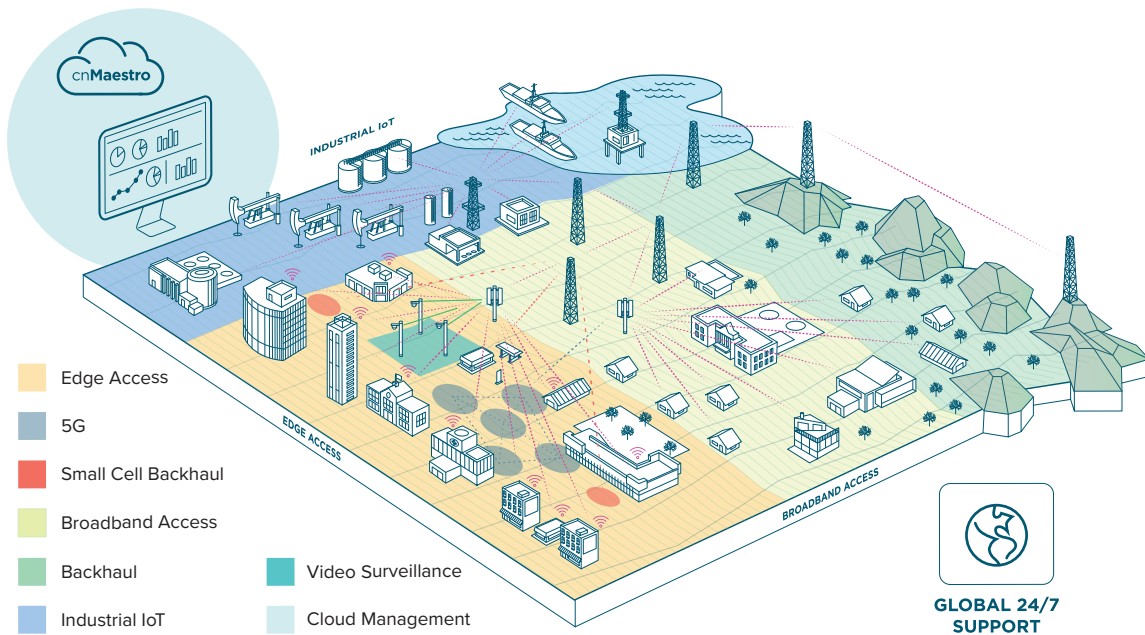 cnMaestro
INDUSTRIAL IoT
EDGE ACCESS
BROADBAND ACCESS
Edge Access
5G
Small Cell Backhaul
Broadband Access
Backhaul
Industrial IoT
Video Surveillance
Cloud Management
GLOBAL 24/7
SUPPORT